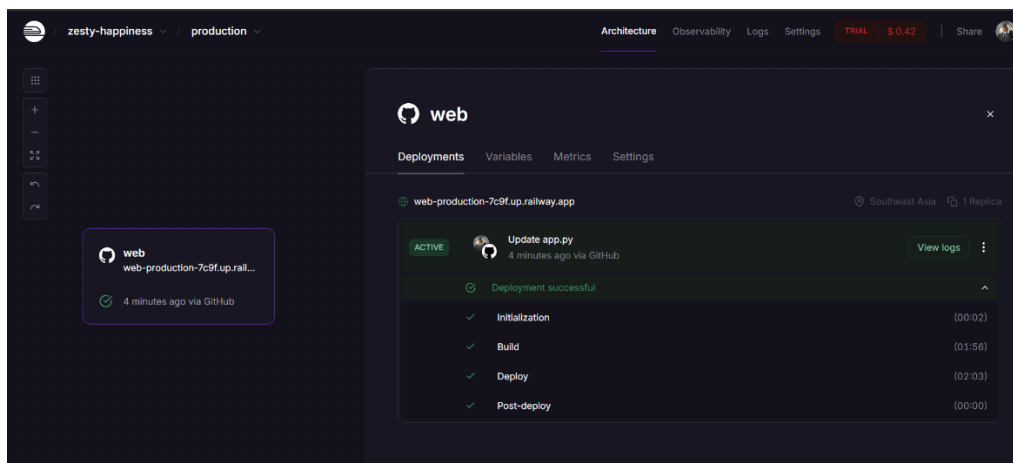 zesty-happiness / production
Architecture Observability Logs Settings TRIAL $ 0.42 Share
web
Deployments Variables Metrics Settings
web-production-7c9f.up.railway.app Southeast Asia 1 Replica
ACTIVE Update app.py View logs
4 minutes ago via GitHub
Deployment successful
Initialization (00:02)
Build (01:56)
Deploy (02:03)
Post-deploy (00:00)
web
web-production-7c9f.up.rail...
4 minutes ago via GitHub